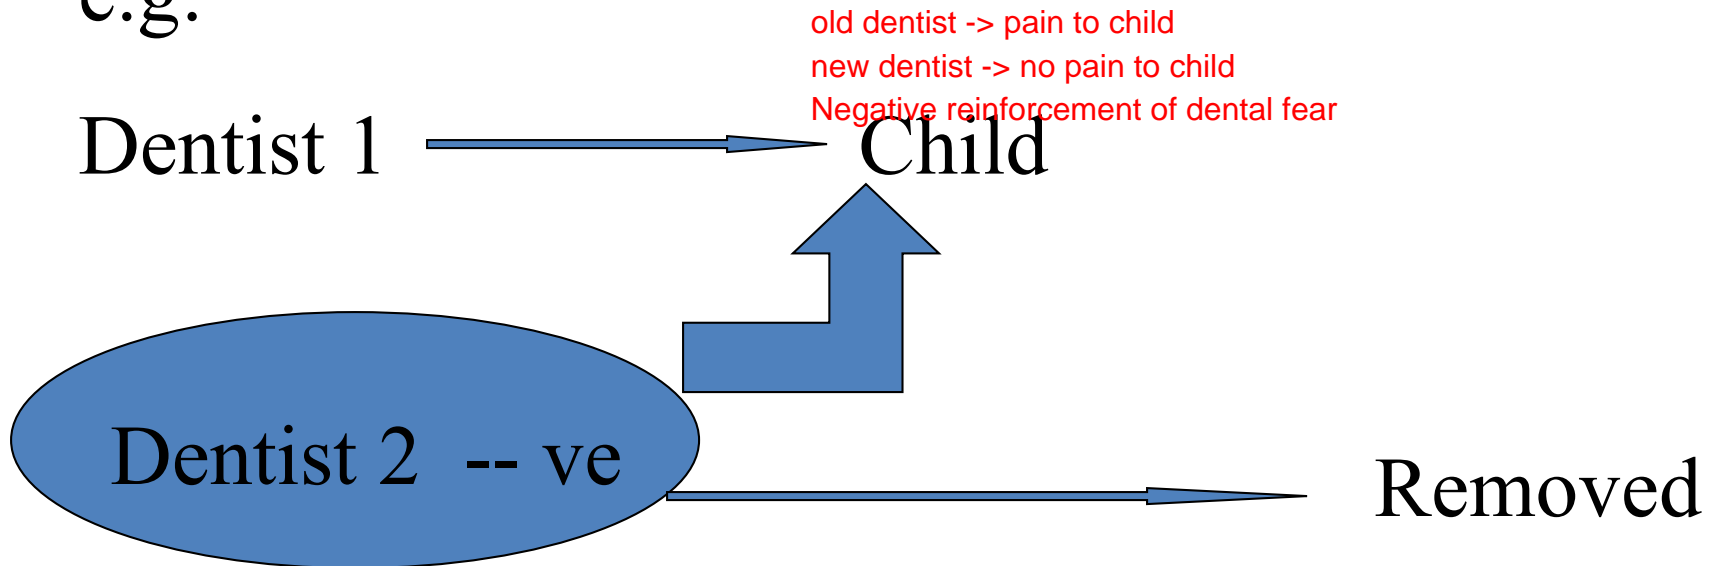 e.g.
old dentist -> pain to child
new dentist -> no pain to child
Negative reinforcement of dental fear
Dentist 1
Child
Dentist 2 -- ve
Removed